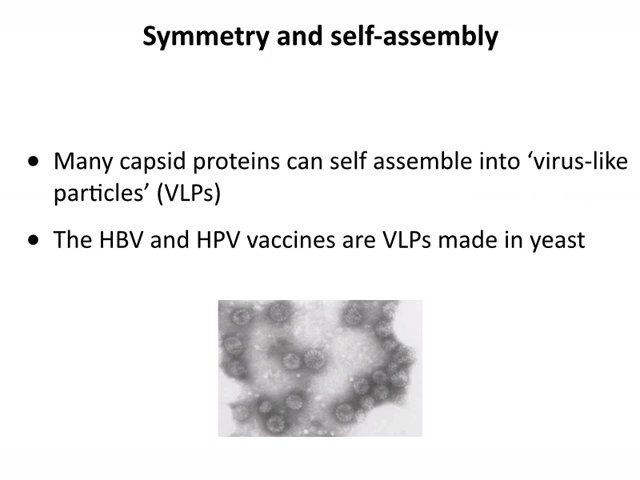 Symmetry and self-assembly
• Many capsid proteins can self assemble into ‘virus-like
particles’ (VLPs)
• The HBV and HPV vaccines are VLPs made in yeast